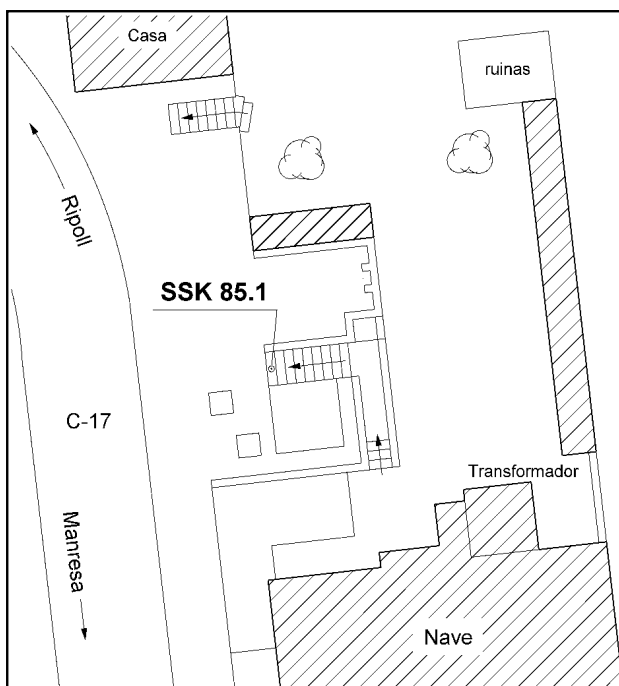 Casa
ruinas
Ripoll
SSK 85.1
C-17
Transformador
Manresa
Nave